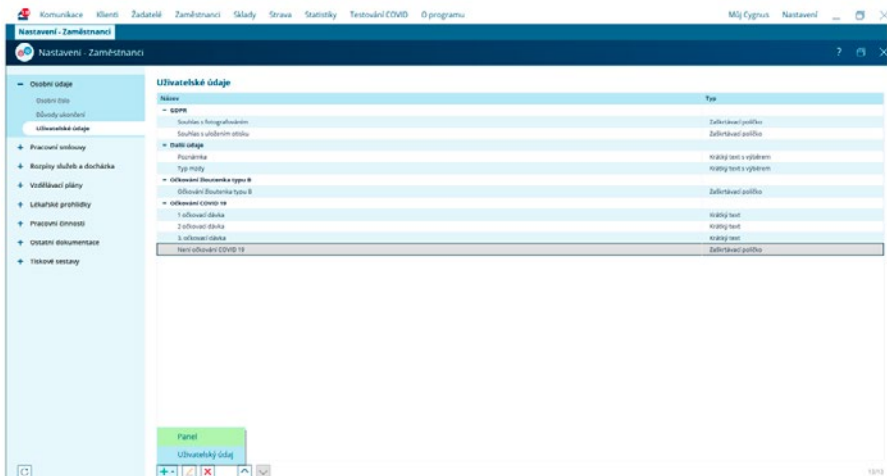 Komunikace Klienti Žadatelé Zaměstnanci Sklady Strava Statistiky Testování COVID O programu Můj Cygnus Nastavení
Nastavení - Zaměstnanci
Nastavení - Zaměstnanci ?
Osobní údaje
Osobní číslo
Důvody ukončení
Uživatelské údaje
Pracovní smlouvy
Rozpisy služeb a docházka
Vzdělávací plány
Lékařské prohlídky
Pracovní činnosti
Ostatní dokumentace
Tiskové sestavy
Uživatelské údaje
Název Typ
GDPR
Souhlas s fotografováním Zaškrtávací políčko
Souhlas s uložením otisku Zaškrtávací políčko
Další údaje
Poznámka Krátký text s výběrem
Typ mzdy Krátký text s výběrem
Očkování žloutenka typu B
Očkování žloutenka typu B Zaškrtávací políčko
Očkování COVID 19
1 očkovací dávka Krátký text
2 očkovací dávka Krátký text
3. očkovací dávka Krátký text
Není očkování COVID 19 Zaškrtávací políčko
Panel
Uživatelský údaj